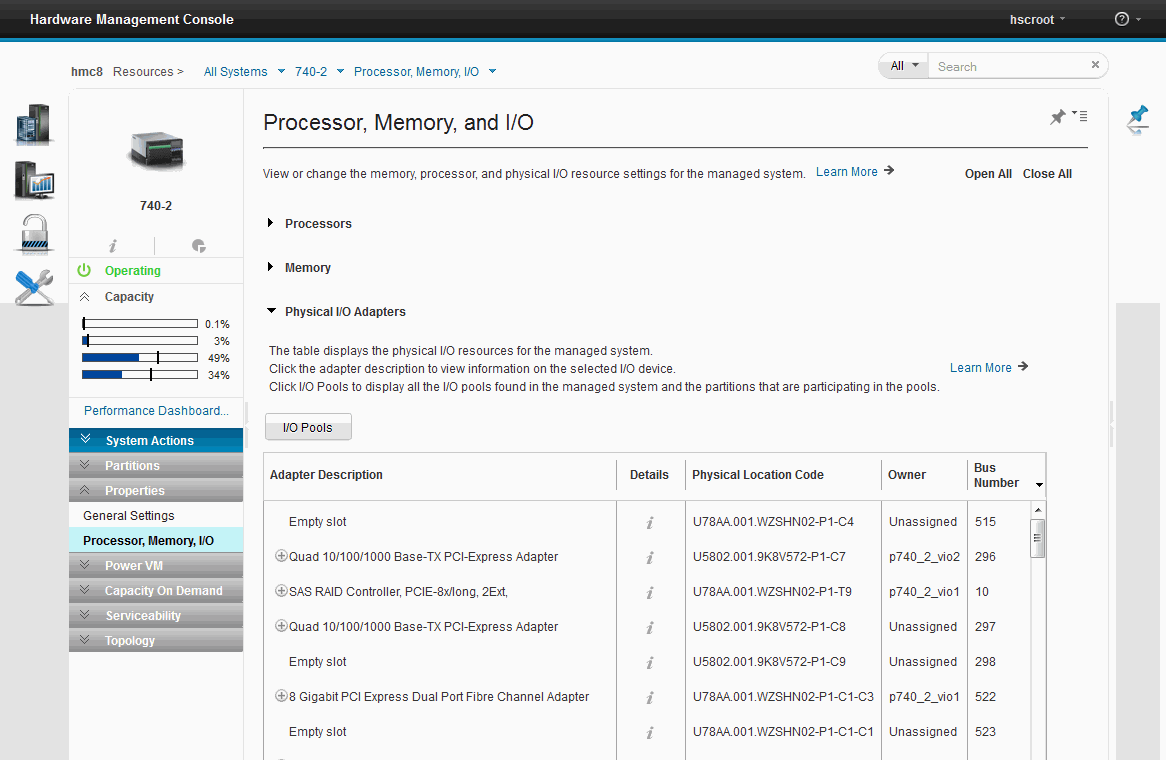 Hardware Management Console
hscroot
?
hmc8 Resources > All Systems 740-2 Processor, Memory, I/O
All Search
740-2
Operating
Capacity
0.1%
3%
49%
34%
Performance Dashboard...
System Actions
Partitions
Properties
General Settings
Processor, Memory, I/O
Power VM
Capacity On Demand
Serviceability
Topology
Processor, Memory, and I/O
View or change the memory, processor, and physical I/O resource settings for the managed system. Learn More
Open All Close All
Processors
Memory
Physical I/O Adapters
The table displays the physical I/O resources for the managed system.
Click the adapter description to view information on the selected I/O device.
Click I/O Pools to display all the I/O pools found in the managed system and the partitions that are participating in the pools.
Learn More
I/O Pools
Adapter Description Details Physical Location Code Owner Bus Number
Empty slot i U78AA.001.WZSHN02-P1-C4 Unassigned 515
Quad 10/100/1000 Base-TX PCI-Express Adapter i U5802.001.9K8V572-P1-C7 p740_2_vio2 296
SAS RAID Controller, PCIE-8x/long, 2Ext, i U78AA.001.WZSHN02-P1-T9 p740_2_vio1 10
Quad 10/100/1000 Base-TX PCI-Express Adapter i U5802.001.9K8V572-P1-C8 Unassigned 297
Empty slot i U5802.001.9K8V572-P1-C9 Unassigned 298
8 Gigabit PCI Express Dual Port Fibre Channel Adapter i U78AA.001.WZSHN02-P1-C1-C3 p740_2_vio1 522
Empty slot i U78AA.001.WZSHN02-P1-C1-C1 Unassigned 523